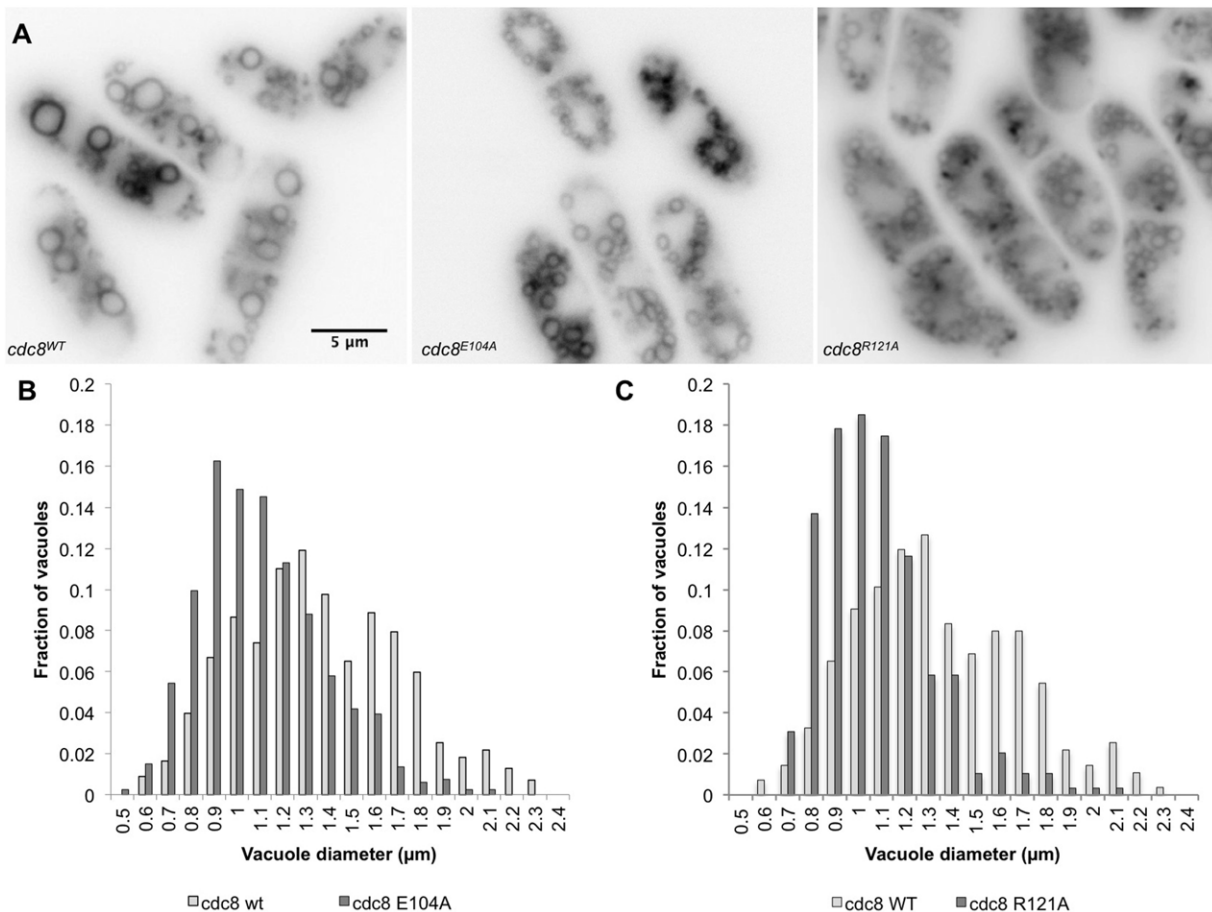 A
cdc8WT
5 µm
cdc8E104A
cdc8R121A
B
0.2
0.18
0.16
0.14
0.12
0.1
0.08
0.06
0.04
0.02
0
Fraction of vacuoles
0.5 0.6 0.7 0.8 0.9 1 1.1 1.2 1.3 1.4 1.5 1.6 1.7 1.8 1.9 2 2.1 2.2 2.3 2.4
Vacuole diameter (µm)
cdc8 wt cdc8 E104A
C
0.2
0.18
0.16
0.14
0.12
0.1
0.08
0.06
0.04
0.02
0
Fraction of vacuoles
0.5 0.6 0.7 0.8 0.9 1 1.1 1.2 1.3 1.4 1.5 1.6 1.7 1.8 1.9 2 2.1 2.2 2.3 2.4
Vacuole diameter (µm)
cdc8 WT cdc8 R121A